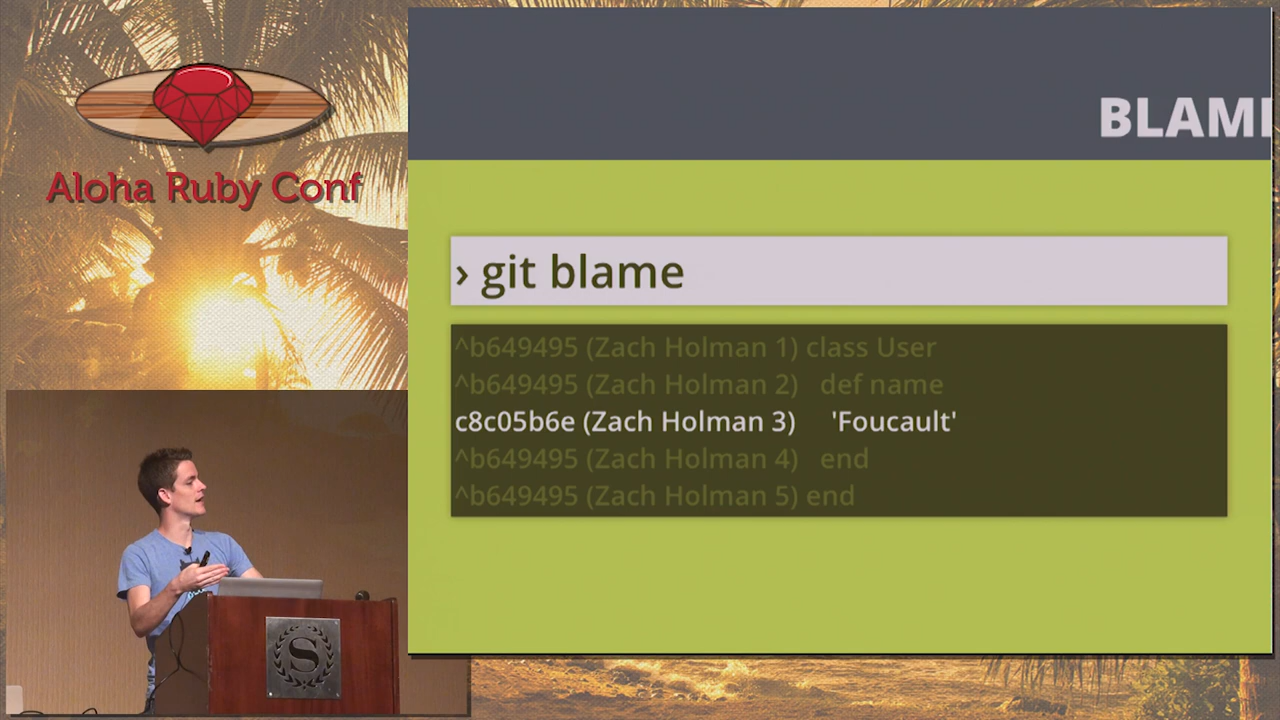 Aloha Ruby Conf
BLAM
› git blame
^b649495 (Zach Holman 1) class User
^b649495 (Zach Holman 2)   def name
c8c05b6e (Zach Holman 3)     'Foucault'
^b649495 (Zach Holman 4)   end
^b649495 (Zach Holman 5) end
S